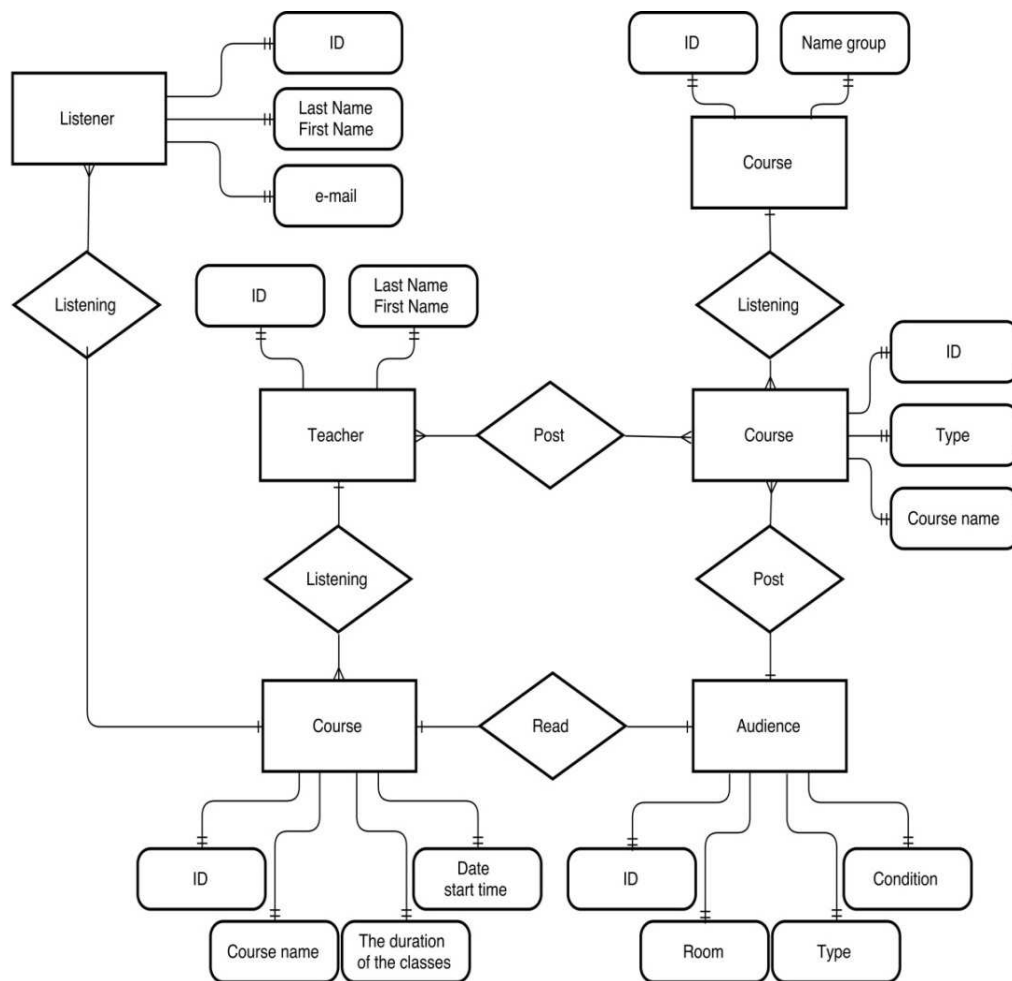 ID
ID
Name group
Listener
Last Name
First Name
Course
e-mail
Listening
ID
Last Name
First Name
Listening
ID
Teacher
Post
Course
Type
Course name
Listening
Post
Course
Read
Audience
ID
Date
start time
ID
Condition
Course name
The duration
of the classes
Room
Type